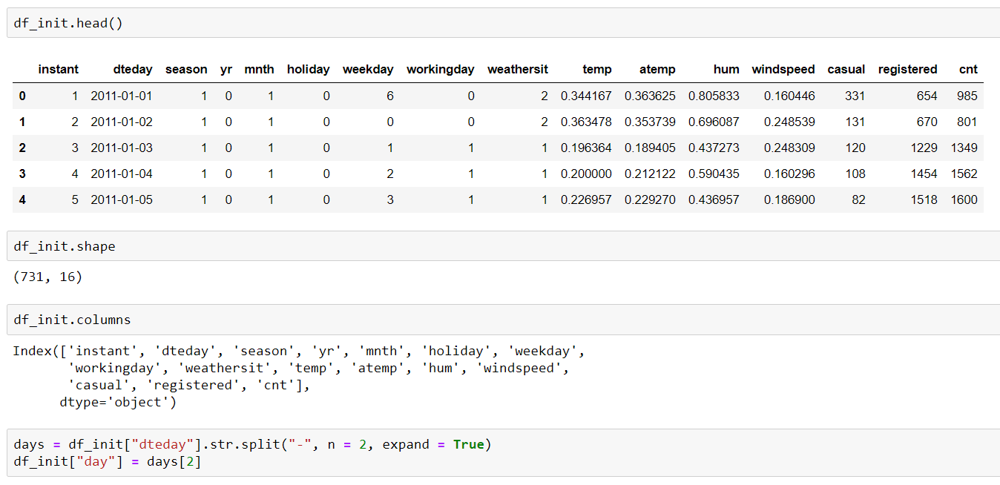 df_init.head()
instant dteday season yr mnth holiday weekday workingday weathersit temp atemp hum windspeed casual registered cnt
0 1 2011-01-01 1 0 1 0 6 0 2 0.344167 0.363625 0.805833 0.160446 331 654 985
1 2 2011-01-02 1 0 1 0 0 0 2 0.363478 0.353739 0.696087 0.248539 131 670 801
2 3 2011-01-03 1 0 1 0 1 1 1 0.196364 0.189405 0.437273 0.248309 120 1229 1349
3 4 2011-01-04 1 0 1 0 2 1 1 0.200000 0.212122 0.590435 0.160296 108 1454 1562
4 5 2011-01-05 1 0 1 0 3 1 1 0.226957 0.229270 0.436957 0.186900 82 1518 1600
df_init.shape
(731, 16)
df_init.columns
Index(['instant', 'dteday', 'season', 'yr', 'mnth', 'holiday', 'weekday',
'workingday', 'weathersit', 'temp', 'atemp', 'hum', 'windspeed',
'casual', 'registered', 'cnt'],
dtype='object')
days = df_init["dteday"].str.split("-", n = 2, expand = True)
df_init["day"] = days[2]